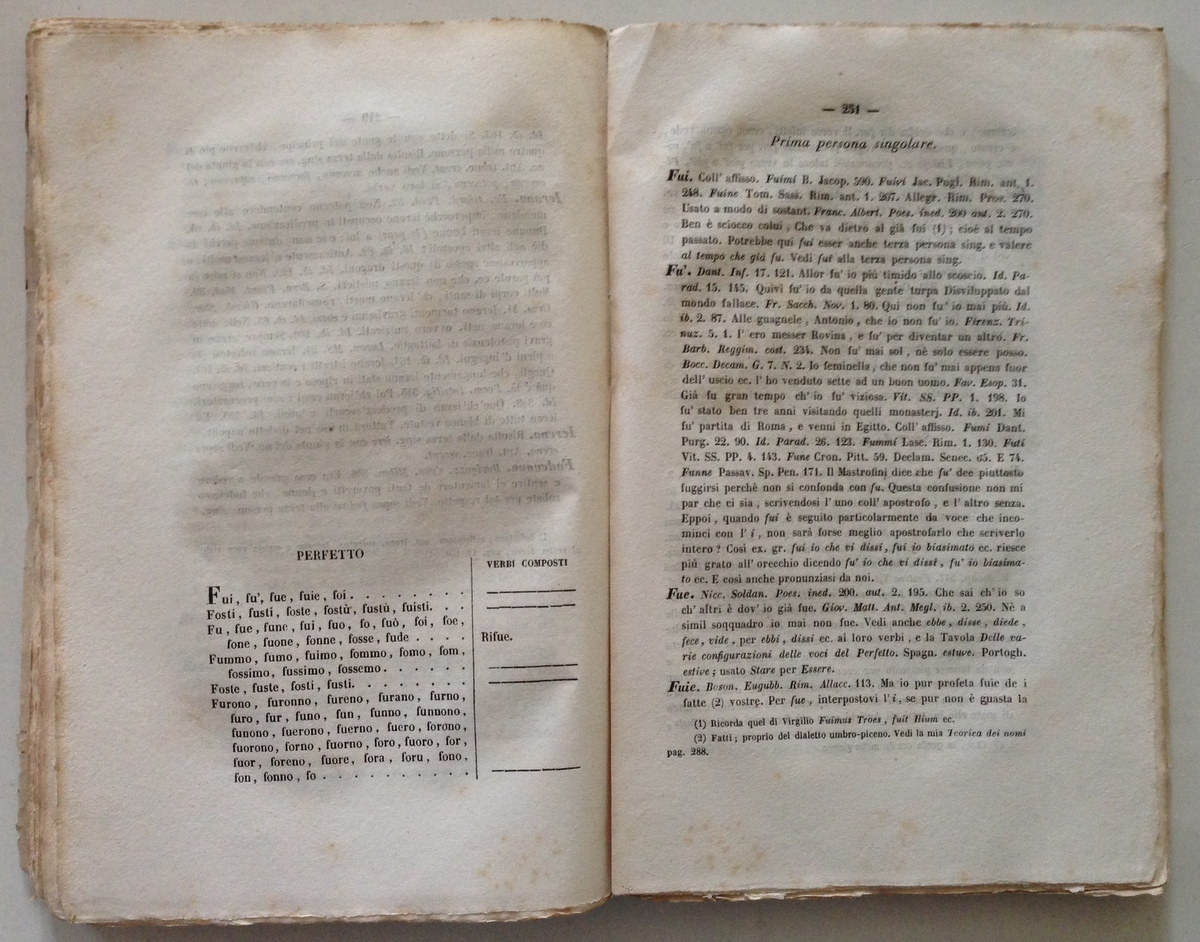 PERFETTO
VERBI COMPOSTI
Fui, fu', fue, fuie, foi . . . . . . . .
Fosti, fusti, foste, fostù, fustù, fuisti. . . .
Fu, fue, fune, fui, fuo, fo, fuò, foi, foe,
fone, fuone, fonne, fosse, fude . . . .
Rifue.
Fummo, fumo, fuimo, fommo, fomo, fom,
fossimo, fussimo, fossemo. . . . . . .
Foste, fuste, fosti, fusti. . . . . . . .
Furono, furonno, fureno, furano, furno,
furo, fur, funo, fun, funno, funnono,
funono, fuerono, fuerno, fuero, forono,
fuorono, forno, fuorno, foro, fuoro, for,
fuor, foreno, fuore, fora, foru, fono,
fon, fonno, fo . . . . . . . . . .
— 251 —
Prima persona singolare.
Fui. Coll' affisso. Fuimi B. Jacop. 590. Fuivi Jac. Pugl. Rim. ant. 1.
248. Fuine Tom. Sass. Rim. ant. 1. 207. Allegr. Rim. Pros. 270.
Usato a modo di sostant. Franc. Albert. Poes. ined. 200 aut. 2. 270.
Ben è sciocco colui, Che va dietro al già fui (1); cioè al tempo
passato. Potrebbe qui fui esser anche terza persona sing. e valere
al tempo che già fu. Vedi fui alla terza persona sing.
Fu'. Dant. Inf. 17. 121. Allor fu' io più timido allo scoscio. Id. Pa-
rad. 15. 145. Quivi fu' io da quella gente turpa Disviluppato dal
mondo fallace. Fr. Sacch. Nov. 1. 80. Qui non fu' io mai più. Id.
ib. 2. 87. Alle guagnele, Antonio, che io non fu' io. Firenz. Tri-
nuz. 5. 1. I' ero messer Rovina, e fu' per diventar un altro. Fr.
Barb. Reggim. cost. 234. Non fu' mai sol, nè solo essere posso.
Bocc. Decam. G. 7. N. 2. Io feminella, che non fu' mai appena fuor
dell' uscio ec. l' ho venduto sette ad un buon uomo. Fav. Esop. 31.
Già fu gran tempo ch' io fu' viziosa. Vit. SS. PP. 1. 198. Io
fu' stato ben tre anni visitando quelli monasterj. Id. ib. 201. Mi
fu' partita di Roma, e venni in Egitto. Coll' affisso. Fumi Dant.
Purg. 22. 90. Id. Parad. 26. 123. Fummi Lasc. Rim. 1. 130. Futi
Vit. SS. PP. 4. 143. Fune Cron. Pitt. 59. Declam. Senec. 65. E 74.
Funne Passav. Sp. Pen. 171. Il Mastrofini dice che fu' dee piuttosto
fuggirsi perchè non si confonda con fu. Questa confusione non mi
par che ci sia, scrivendosi l' uno coll' apostrofo, e l' altro senza.
Eppoi, quando fui è seguito particolarmente da voce che inco-
minci con l' i, non sarà forse meglio apostrofarlo che scriverlo
intero? Così ex. gr. fui io che vi dissi, fui io biasimato ec. riesce
più grato all' orecchio dicendo fu' io che vi dissi, fu' io biasima-
to ec. E così anche pronunziasi da noi.
Fue. Nicc. Soldan. Poes. ined. 200. aut. 2. 195. Che sai ch' io so
ch' altri è dov' io già fue. Giov. Matt. Ant. Megl. ib. 2. 250. Nè a
simil soqquadro io mai non fue. Vedi anche ebbe, disse, diede,
fece, vide, per ebbi, dissi ec. ai loro verbi, e la Tavola Delle va-
rie configurazioni delle voci del Perfetto. Spagn. estuve. Portogh.
estive; usato Stare per Essere.
Fuie. Boson. Eugubb. Rim. Allacc. 113. Ma io pur profeta fuie de i
fatte (2) vostre. Per fue, interpostovi l' i, se pur non è guasta la
(1) Ricorda quel di Virgilio Fuimus Troes, fuit Ilium ec.
(2) Fatti; proprio del dialetto umbro-piceno. Vedi la mia Teorica dei nomi
pag. 288.